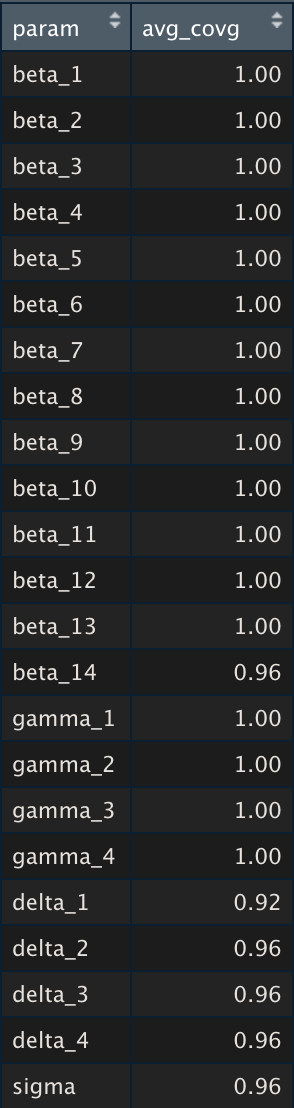 param avg_covg
beta_1 1.00
beta_2 1.00
beta_3 1.00
beta_4 1.00
beta_5 1.00
beta_6 1.00
beta_7 1.00
beta_8 1.00
beta_9 1.00
beta_10 1.00
beta_11 1.00
beta_12 1.00
beta_13 1.00
beta_14 0.96
gamma_1 1.00
gamma_2 1.00
gamma_3 1.00
gamma_4 1.00
delta_1 0.92
delta_2 0.96
delta_3 0.96
delta_4 0.96
sigma 0.96